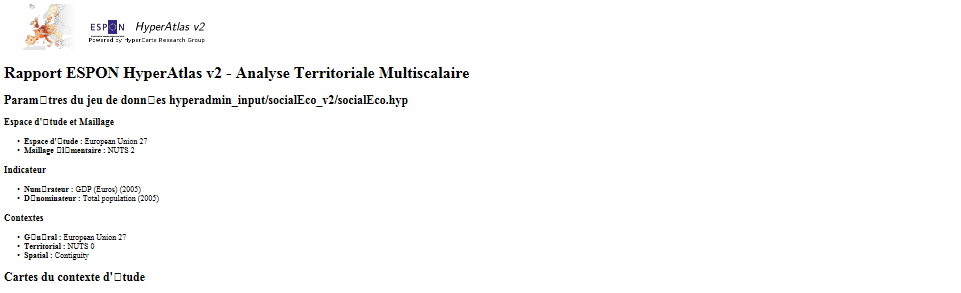 ESPON HyperAtlas v2
Powered by HyperCarte Research Group
Rapport ESPON HyperAtlas v2 - Analyse Territoriale Multiscalaire
Param□tres du jeu de donn□es hyperadmin_input/socialEco_v2/socialEco.hyp
Espace d'□tude et Maillage
• Espace d'□tude : European Union 27
• Maillage □l□mentaire : NUTS 2
Indicateur
• Num□rateur : GDP (Euros) (2005)
• D□nominateur : Total population (2005)
Contextes
• G□n□ral : European Union 27
• Territorial : NUTS 0
• Spatial : Contiguity
Cartes du contexte d'□tude